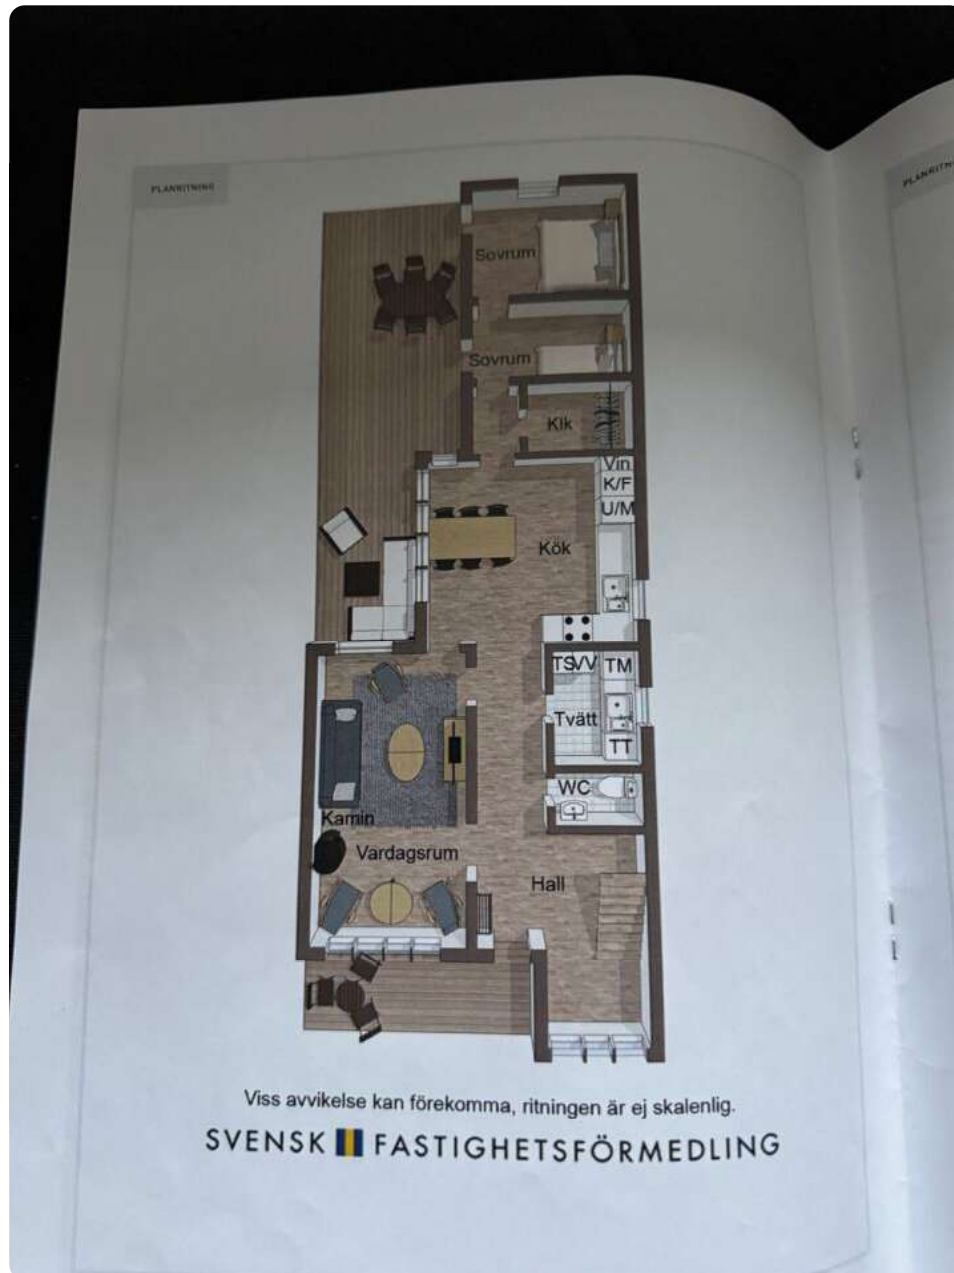 PLANRITNING
Sovrum
Sovrum
Klk
Vin
K/F
U/M
Kök
TS VV TM
Tvätt
TT
WC
Kamin
Vardagsrum
Hall
Viss avvikelse kan förekomma, ritningen är ej skalenlig.
SVENSK FASTIGHETSFÖRMEDLING